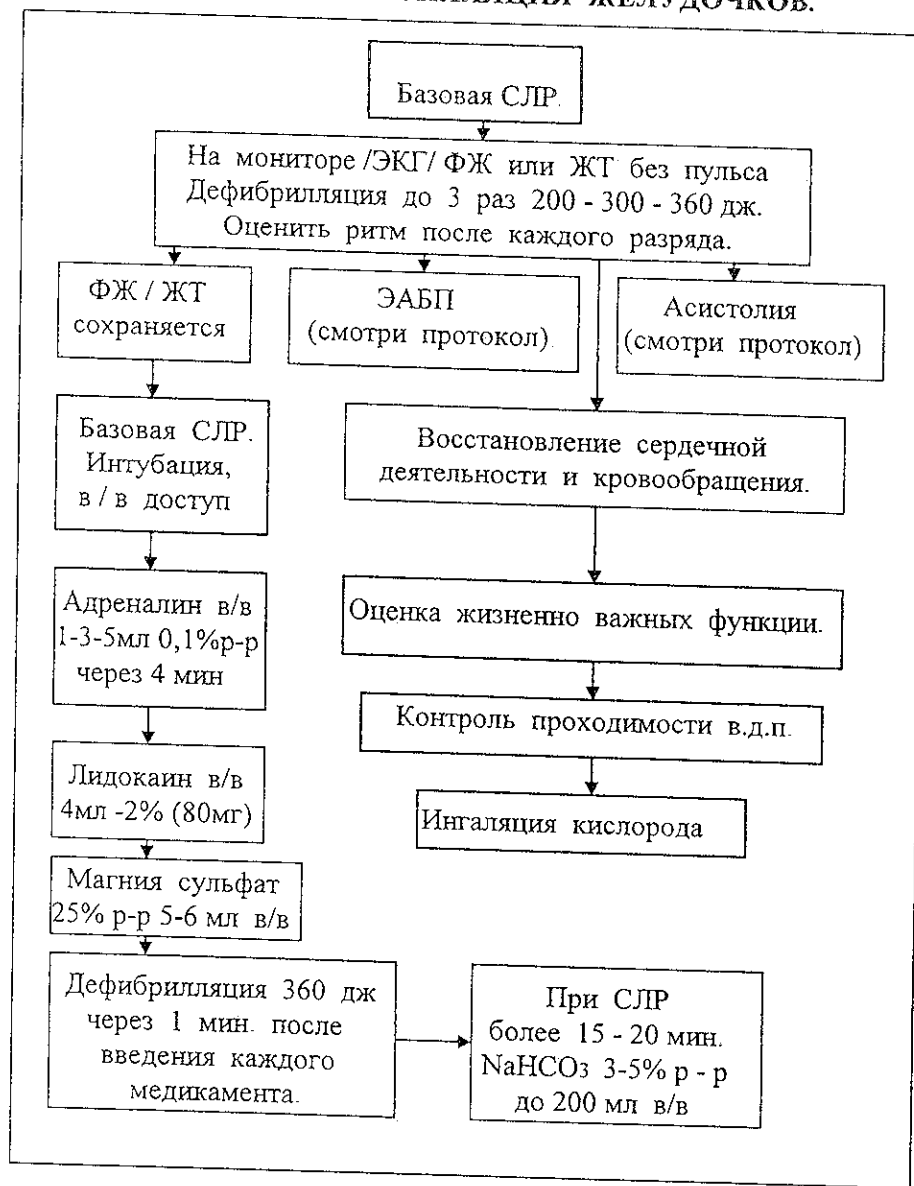 ЖЕЛУДОЧКОВ.
Базовая СЛР.
На мониторе /ЭКГ/ ФЖ или ЖТ без пульса
Дефибрилляция до 3 раз 200 - 300 - 360 дж.
Оценить ритм после каждого разряда.
ФЖ / ЖТ
сохраняется
ЭАБП
(смотри протокол)
Асистолия
(смотри протокол)
Базовая СЛР.
Интубация,
в / в доступ
Восстановление сердечной
деятельности и кровообращения.
Адреналин в/в
1-3-5мл 0,1%р-р
через 4 мин
Оценка жизненно важных функции.
Контроль проходимости в.д.п.
Лидокаин в/в
4мл -2% (80мг)
Ингаляция кислорода
Магния сульфат
25% р-р 5-6 мл в/в
Дефибрилляция 360 дж
через 1 мин. после
введения каждого
медикамента.
При СЛР
более 15 - 20 мин.
NaHCO3 3-5% р - р
до 200 мл в/в